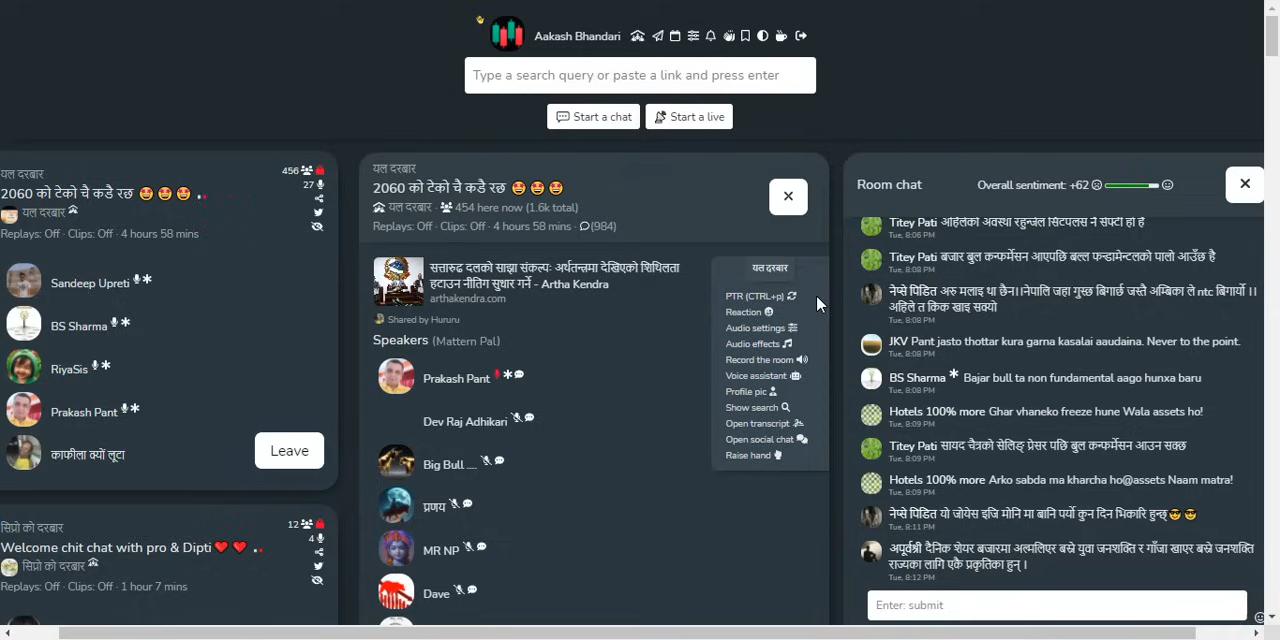 Aakash Bhandari
Type a search query or paste a link and press enter
Start a chat
Start a live
यल दरबार
456
2060 को टेको चै कडै रछ
27
यल दरबार
Replays: Off · Clips: Off · 4 hours 58 mins
Sandeep Upreti
BS Sharma
RiyaSis
Prakash Pant
काफीला क्यों लूटा
Leave
सिप्रो को दरबार
12
Welcome chit chat with pro & Dipti
4
सिप्रो को दरबार
Replays: Off · Clips: Off · 1 hour 7 mins
यल दरबार
2060 को टेको चै कडै रछ
यल दरबार · 454 here now (1.6k total)
Replays: Off · Clips: Off · 4 hours 58 mins · (984)
सत्तारुढ दलको साझा संकल्पः अर्थतन्त्रमा देखिएको शिथिलता
हटाउन नीतिग सुधार गर्ने - Artha Kendra
arthakendra.com
Shared by Hururu
Speakers (Mattern Pal)
Prakash Pant
Dev Raj Adhikari
Big Bull ....
प्रणय
MR NP
Dave
यल दरबार
PTR (CTRL+p)
Reaction
Audio settings
Audio effects
Record the room
Voice assistant
Profile pic
Show search
Open transcript
Open social chat
Raise hand
Room chat
Overall sentiment: +62
Titey Pati अहिलेको अवस्था रहुन्जेल सिटिपलस नै सेफ्टी हो है
Tue, 8:06 PM
Titey Pati बजार बुल कन्फर्मेसन आएपछि बल्ल फन्डामेन्टलको पालो आउँछ है
Tue, 8:08 PM
नेप्से पिडित अरु मलाइ था छैन।।नेपालि जहा गुच्छ बिगार्छ जस्तै अम्बिका ले ntc बिगार्यो ।।
अहिले त किक खाइ सक्यो
Tue, 8:08 PM
JKV Pant jasto thottar kura garna kasalai aaudaina. Never to the point.
Tue, 8:08 PM
BS Sharma * Bajar bull ta non fundamental aago hunxa baru
Tue, 8:08 PM
Hotels 100% more Ghar vhaneko freeze hune Wala assets ho!
Tue, 8:09 PM
Titey Pati सायद चैत्रको सेलिङ् प्रेसर पछि बुल कन्फर्मेसन आउन सक्छ
Tue, 8:09 PM
Hotels 100% more Arko sabda ma kharcha ho@assets Naam matra!
Tue, 8:09 PM
नेप्से पिडित यो जोयेस इजि मोनि मा बानि पर्यो कुन दिन भिकारि हुन्छ्
Tue, 8:11 PM
अपूर्वश्री दैनिक शेयर बजारमा अल्मलिएर बस्ने युवा जनशक्ति र गाँजा खाएर बस्ने जनशक्ति
राज्यका लागि एकै प्रकृतिका हुन् ।
Tue, 8:12 PM
Enter: submit